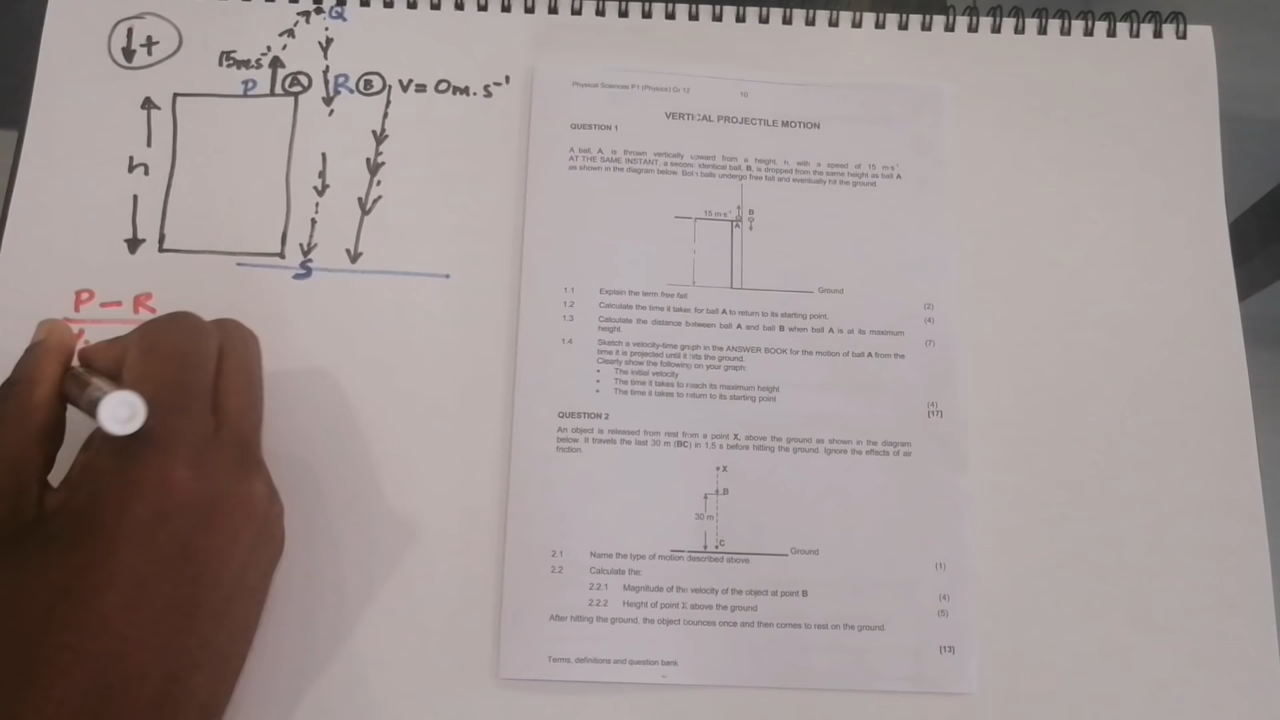 Q
↓+
15ms⁻¹
P A R B V= 0m.s⁻¹
h
S
P – R
Physical Sciences P1 (Physics) Gr 12
10
VERTICAL PROJECTILE MOTION
QUESTION 1
A ball, A, is thrown vertically upward from a height, h, with a speed of 15 m·s⁻¹
AT THE SAME INSTANT, a second identical ball, B, is dropped from the same height as ball A
as shown in the diagram below. Both balls undergo free fall and eventually hit the ground.
15 m·s⁻¹
B
A
Ground
1.1 Explain the term free fall (2)
1.2 Calculate the time it takes for ball A to return to its starting point. (4)
1.3 Calculate the distance between ball A and ball B when ball A is at its maximum
height. (7)
1.4 Sketch a velocity-time graph in the ANSWER BOOK for the motion of ball A from the
time it is projected until it hits the ground.
Clearly show the following on your graph:
• The initial velocity
• The time it takes to reach its maximum height
• The time it takes to return to its starting point
(4)
[17]
QUESTION 2
An object is released from rest from a point X, above the ground as shown in the diagram
below. It travels the last 30 m (BC) in 1,5 s before hitting the ground. Ignore the effects of air
friction.
X
B
30 m
C
Ground
2.1 Name the type of motion described above. (1)
2.2 Calculate the:
2.2.1 Magnitude of the velocity of the object at point B (4)
2.2.2 Height of point X above the ground (5)
After hitting the ground, the object bounces once and then comes to rest on the ground.
[13]
Terms, definitions and question bank